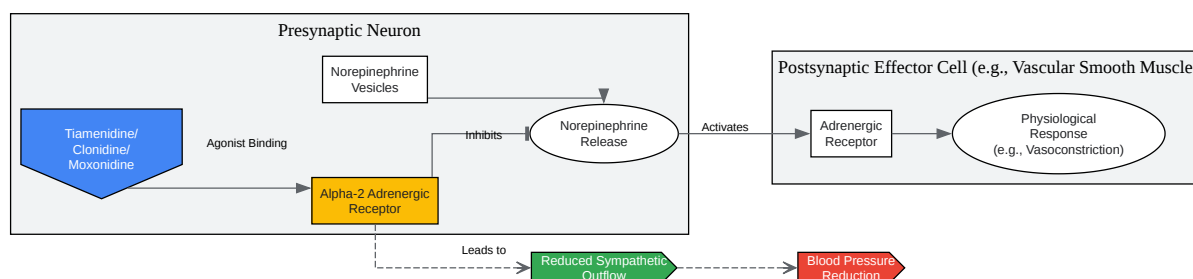 Presynaptic Neuron
Norepinephrine
Vesicles
Tiamenidine/
Clonidine/
Moxonidine
Agonist Binding
Inhibits
Norepinephrine
Release
Alpha-2 Adrenergic
Receptor
Activates
Postsynaptic Effector Cell (e.g., Vascular Smooth Muscle
Adrenergic
Receptor
Physiological
Response
(e.g., Vasoconstriction)
Leads to
Reduced Sympathetic
Outflow
Blood Pressure
Reduction